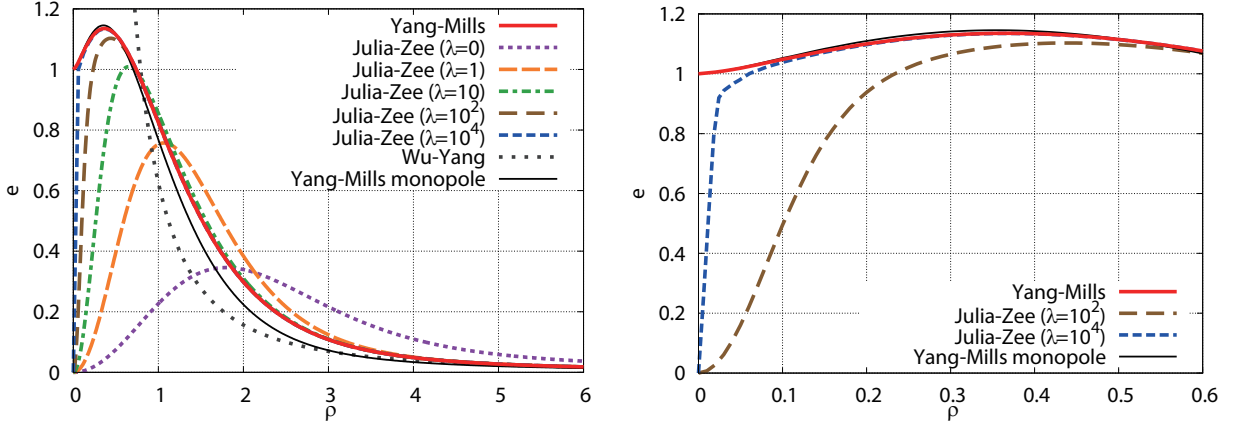 1.4
1.2
1
0.8
0.6
0.4
0.2
0
e
0 1 2 3 4 5 6
ρ
Yang-Mills
Julia-Zee (λ=0)
Julia-Zee (λ=1)
Julia-Zee (λ=10)
Julia-Zee (λ=10²)
Julia-Zee (λ=10⁴)
Wu-Yang
Yang-Mills monopole
1.2
1
0.8
0.6
0.4
0.2
0
e
0 0.1 0.2 0.3 0.4 0.5 0.6
ρ
Yang-Mills
Julia-Zee (λ=10²)
Julia-Zee (λ=10⁴)
Yang-Mills monopole